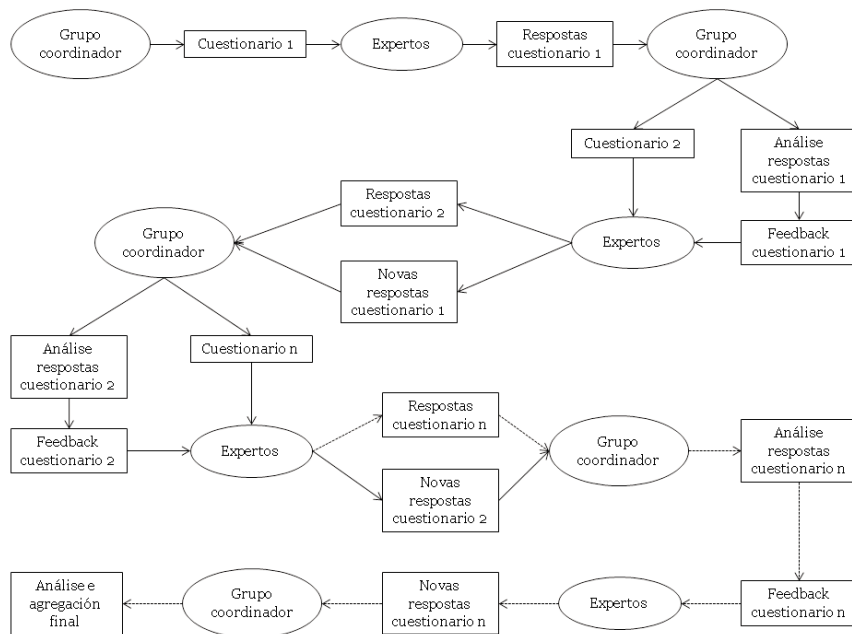 Grupo
coordinador
Cuestionario 1
Expertos
Respostas
cuestionario 1
Grupo
coordinador
Cuestionario 2
Análise
respostas
cuestionario 1
Respostas
cuestionario 2
Grupo
coordinador
Expertos
Feedback
cuestionario 1
Novas
respostas
cuestionario 1
Análise
respostas
cuestionario 2
Cuestionario n
Respostas
cuestionario n
Feedback
cuestionario 2
Expertos
Grupo
coordinador
Análise
respostas
cuestionario n
Novas
respostas
cuestionario 2
Análise e
agregación
final
Grupo
coordinador
Novas
respostas
cuestionario n
Expertos
Feedback
cuestionario n